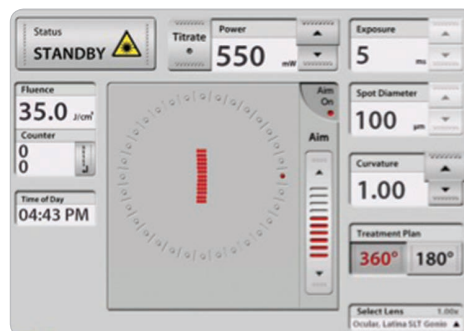 Status
STANDBY
Titrate
Power
550 mW
Exposure
5 ms
Fluence
35.0 J/cm²
Counter
0
0
Time of Day
04:43 PM
Aim
On
Aim
Spot Diameter
100 µm
Curvature
1.00
Treatment Plan
360° 180°
Select Lens 1.00x
Ocular, Latina SLT Gonio